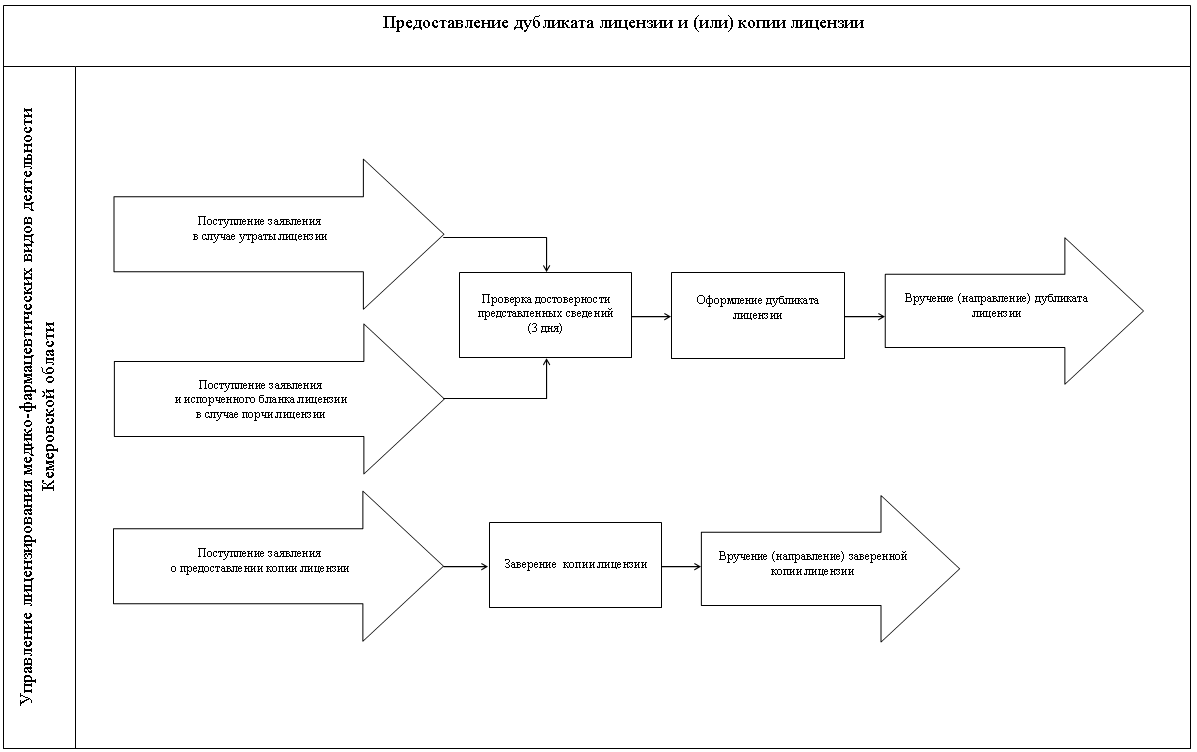 Предоставление дубликата лицензии и (или) копии лицензии
Управление лицензирования медико-фармацевтических видов деятельности
Кемеровской области
Поступление заявления
в случае утраты лицензии
Проверка достоверности
представленных сведений
(3 дня)
Оформление дубликата
лицензии
Вручение (направление) дубликата
лицензии
Поступление заявления
и испорченного бланка лицензии
в случае порчи лицензии
Поступление заявления
о предоставлении копии лицензии
Заверение копии лицензии
Вручение (направление) заверенной
копии лицензии